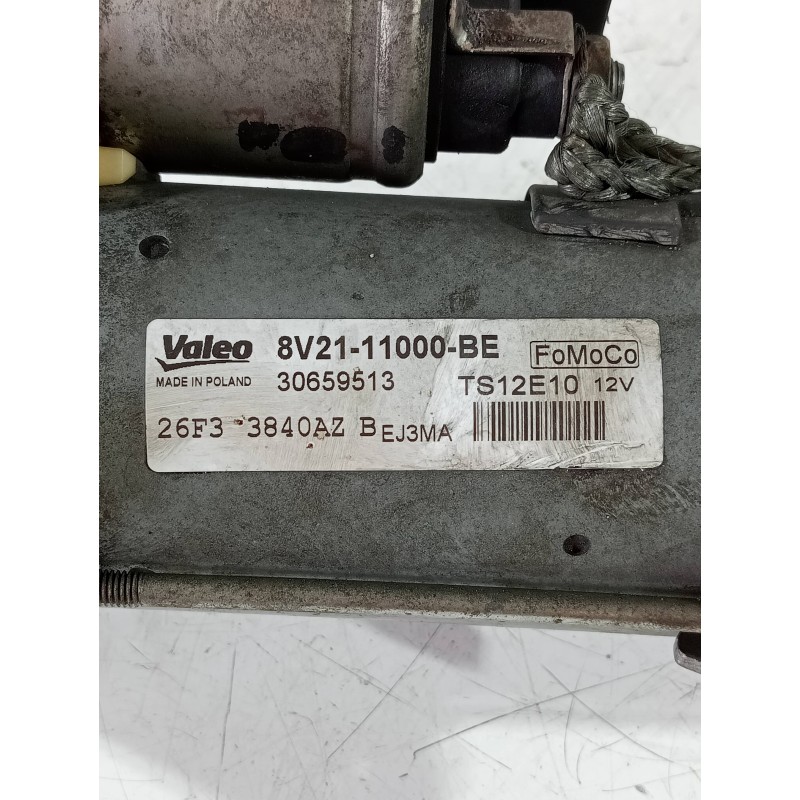 Valeo 8V21-11000-BE FoMoCo
MADE IN POLAND 30659513 TS12E10 12V
26F3 3840AZ B EJ3MA